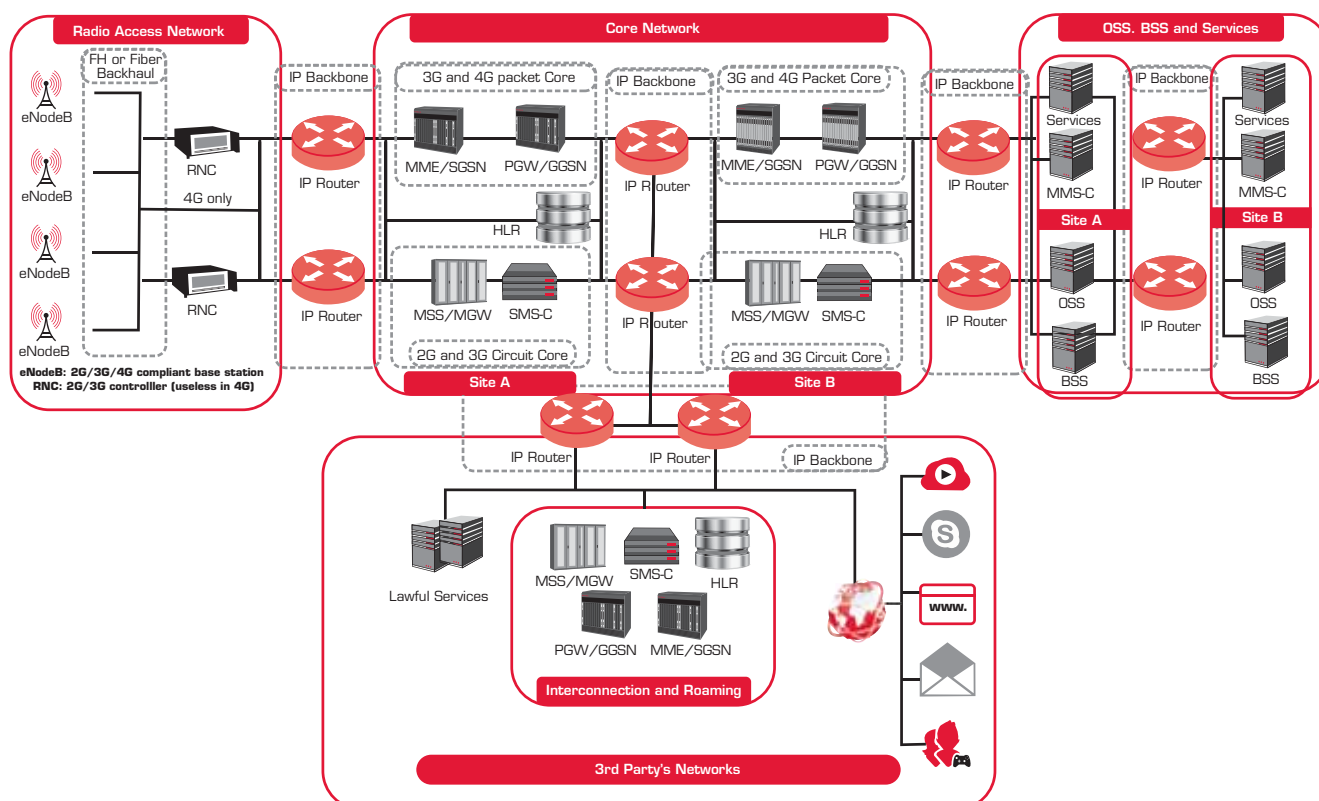 Radio Access Network
Core Network
OSS. BSS and Services
FH or Fiber
Backhaul
IP Backbone
3G and 4G packet Core
IP Backbone
3G and 4G Packet Core
IP Backbone
IP Backbone
eNodeB
eNodeB
eNodeB
eNodeB
RNC
4G only
RNC
IP Router
IP Router
MME/SGSN
PGW/GGSN
HLR
MSS/MGW
SMS-C
2G and 3G Circuit Core
IP Router
IP Router
MME/SGSN
PGW/GGSN
HLR
MSS/MGW
SMS-C
2G and 3G Circuit Core
IP Router
IP Router
Services
MMS-C
Site A
OSS
BSS
IP Router
IP Router
Services
MMS-C
Site B
OSS
BSS
eNodeB: 2G/3G/4G compliant base station
RNC: 2G/3G controlller (useless in 4G)
Site A
Site B
IP Router
IP Router
IP Backbone
Lawful Services
MSS/MGW
SMS-C
HLR
PGW/GGSN
MME/SGSN
Interconnection and Roaming
S
www.
3rd Party's Networks